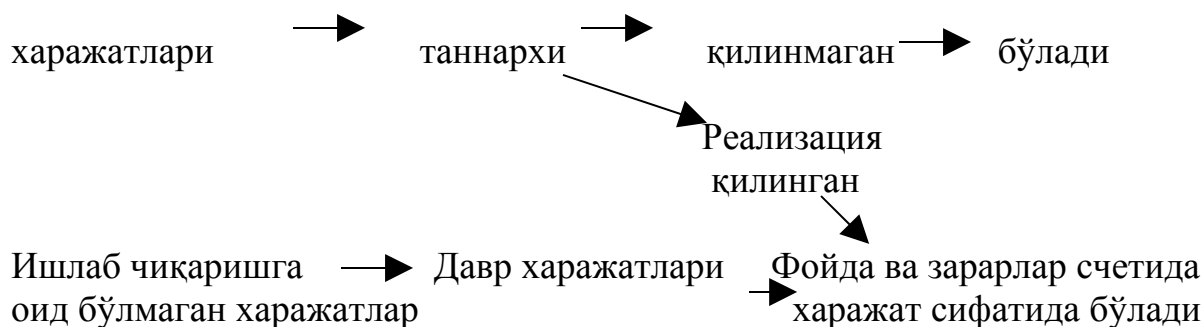 харажатлари таннархи қилинмаган бўлади
Реализация
қилинган
Ишлаб чиқаришга Давр харажатлари Фойда ва зарарлар счетида
оид бўлмаган харажатлар харажат сифатида бўлади